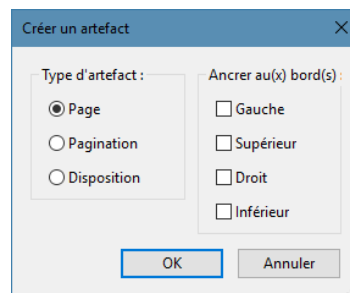 Créer un artefact
Type d'artefact :
Page
Pagination
Disposition
Ancrer au(x) bord(s) :
Gauche
Supérieur
Droit
Inférieur
OK
Annuler